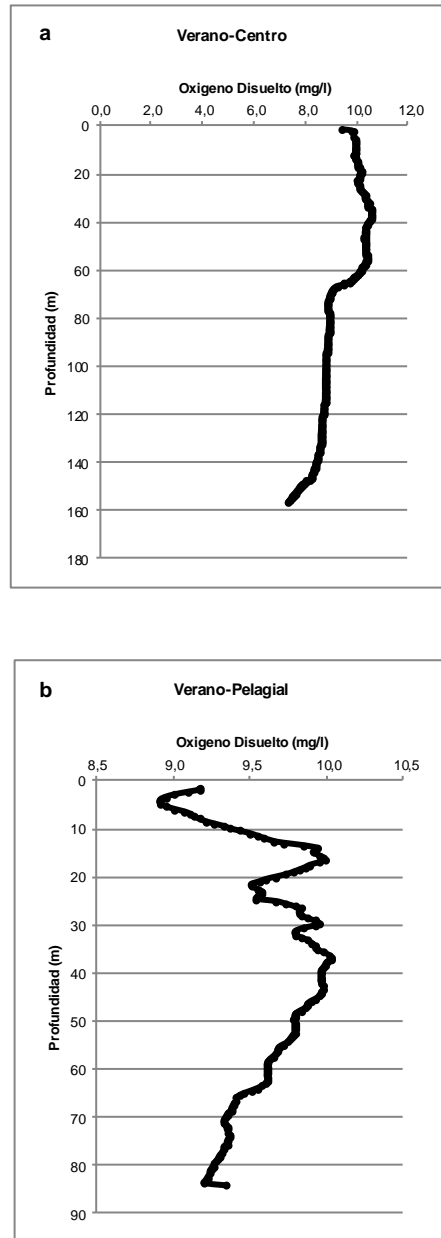 a
Verano-Centro
Oxigeno Disuelto (mg/l)
0,0 2,0 4,0 6,0 8,0 10,0 12,0
0
20
40
60
80
100
120
140
160
180
Profundidad (m)
b
Verano-Pelagial
Oxigeno Disuelto (mg/l)
8,5 9,0 9,5 10,0 10,5
0
10
20
30
40
50
60
70
80
90
Profundidad (m)